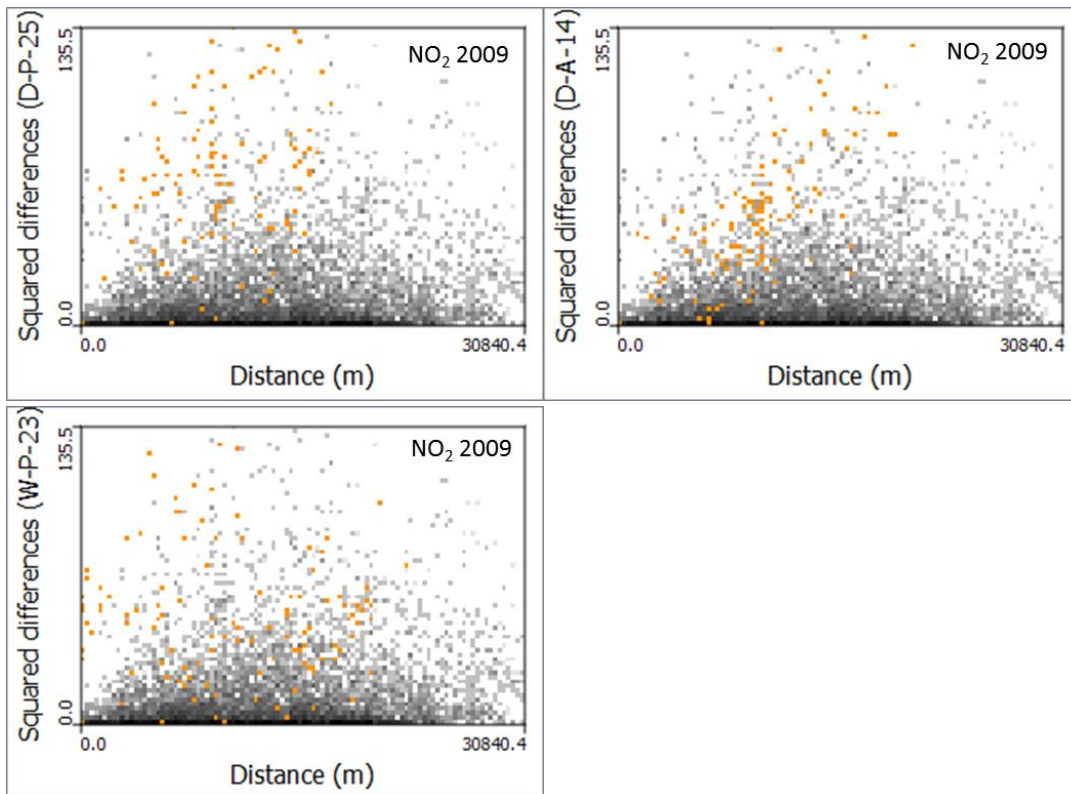 Squared differences (D-P-25)
135.5
0.0
NO₂ 2009
0.0
30840.4
Distance (m)
Squared differences (D-A-14)
135.5
0.0
NO₂ 2009
0.0
30840.4
Distance (m)
Squared differences (W-P-23)
135.5
0.0
NO₂ 2009
0.0
30840.4
Distance (m)